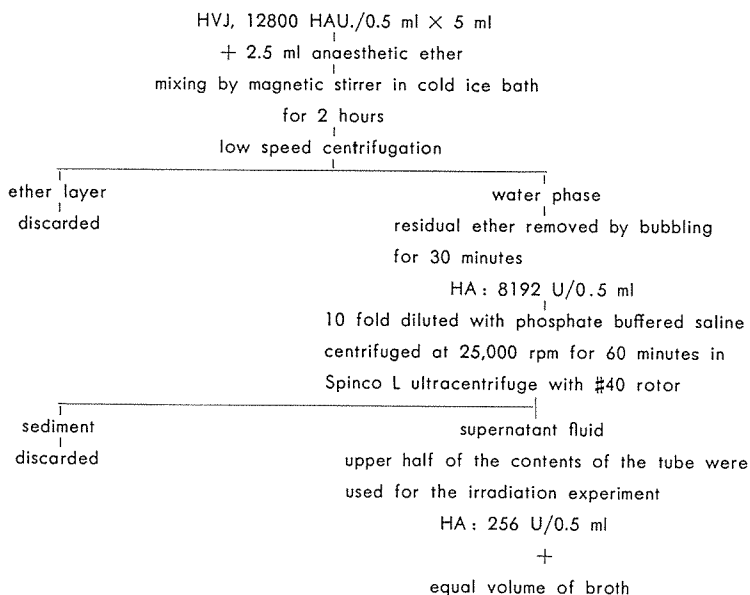 HVJ, 12800 HAU./0.5 ml × 5 ml
+ 2.5 ml anaesthetic ether
mixing by magnetic stirrer in cold ice bath
for 2 hours
low speed centrifugation
ether layer
discarded
water phase
residual ether removed by bubbling
for 30 minutes
HA : 8192 U/0.5 ml
10 fold diluted with phosphate buffered saline
centrifuged at 25,000 rpm for 60 minutes in
Spinco L ultracentrifuge with #40 rotor
sediment
discarded
supernatant fluid
upper half of the contents of the tube were
used for the irradiation experiment
HA : 256 U/0.5 ml
+
equal volume of broth